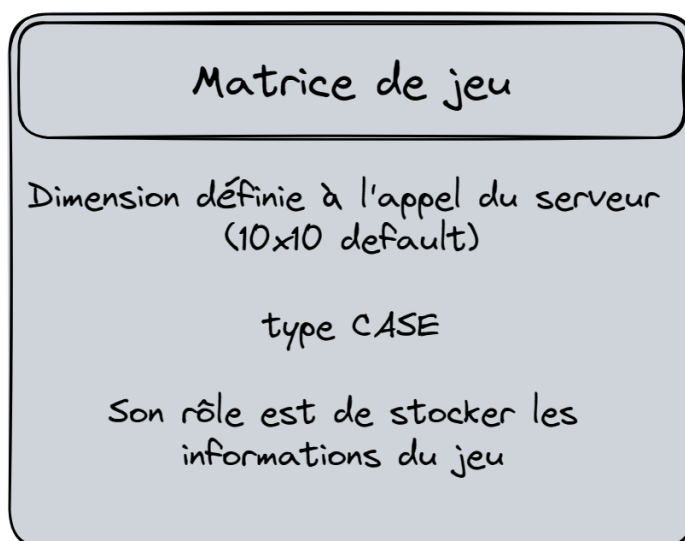 Matrice de jeu
Dimension définie à l'appel du serveur
(10x10 default)
type CASE
Son rôle est de stocker les
informations du jeu